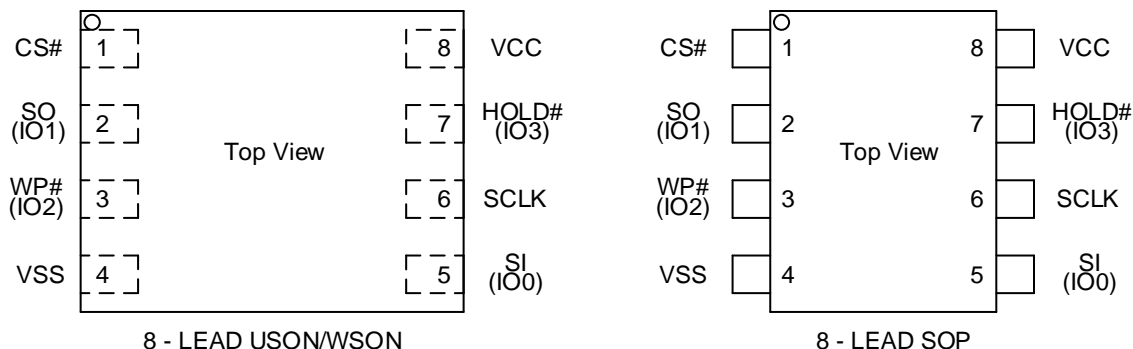 CS#
1
8
VCC
SO
(IO1)
2
7
HOLD#
(IO3)
Top View
WP#
(IO2)
3
6
SCLK
VSS
4
5
SI
(IO0)
8 - LEAD USON/WSON
CS#
1
8
VCC
SO
(IO1)
2
7
HOLD#
(IO3)
Top View
WP#
(IO2)
3
6
SCLK
VSS
4
5
SI
(IO0)
8 - LEAD SOP